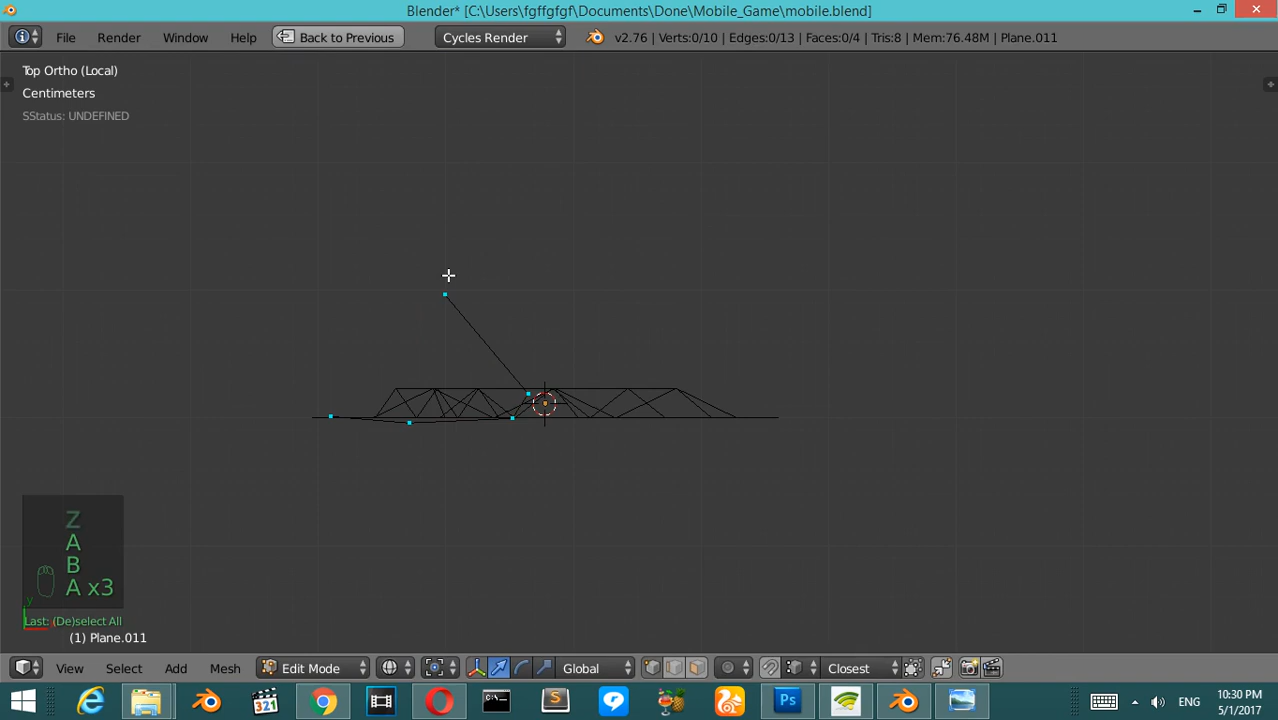 Blender* [C:\Users\fgffgfgf\Documents\Done\Mobile_Game\mobile.blend]
File Render Window Help Back to Previous Cycles Render v2.76 | Verts:0/10 | Edges:0/13 | Faces:0/4 | Tris:8 | Mem:76.48M | Plane.011
Top Ortho (Local)
Centimeters
SStatus: UNDEFINED
Z
A
B
A x3
y
Last: (De)select All
(1) Plane.011
View Select Add Mesh Edit Mode Global Closest
321 Ps ENG 10:30 PM
5/1/2017